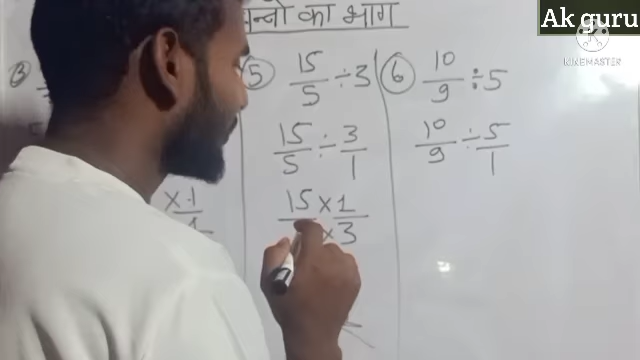 का भाग
Ak guru
KINEMASTER
3
5 15/5 ÷ 3
15/5 ÷ 3/1
15 × 1
× 3
6 10/9 ÷ 5
10/9 ÷ 5/1
× 1